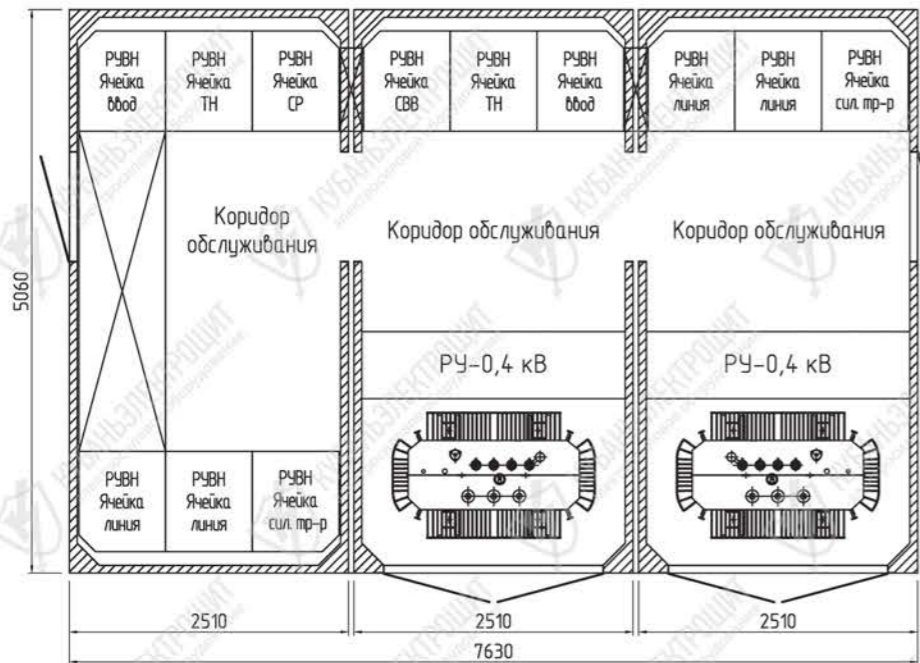 РУВН
Ячейка
ввод
РУВН
Ячейка
ТН
РУВН
Ячейка
СР
РУВН
Ячейка
СВВ
РУВН
Ячейка
ТН
РУВН
Ячейка
ввод
РУВН
Ячейка
линия
РУВН
Ячейка
линия
РУВН
Ячейка
сил. тр-р
Коридор
обслуживания
Коридор обслуживания
Коридор обслуживания
5060
РУ-0,4 кВ
РУ-0,4 кВ
РУВН
Ячейка
линия
РУВН
Ячейка
линия
РУВН
Ячейка
сил. тр-р
2510
2510
2510
7630
КУБАНЬЭЛЕКТРОЩИТ
электросиловое оборудование